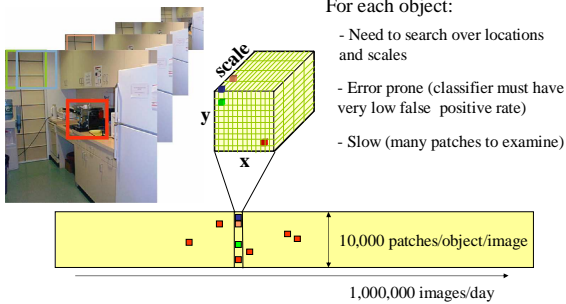 For each object:
- Need to search over locations
and scales
- Error prone (classifier must have
very low false positive rate)
- Slow (many patches to examine)
scale
y
x
10,000 patches/object/image
1,000,000 images/day